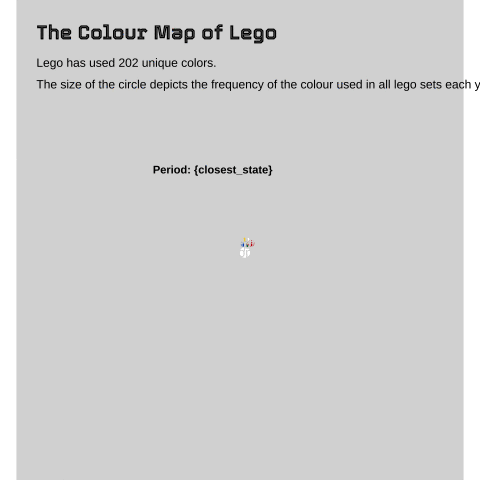 The Colour Map of Lego
Lego has used 202 unique colors.
The size of the circle depicts the frequency of the colour used in all lego sets each y
Period: {closest_state}